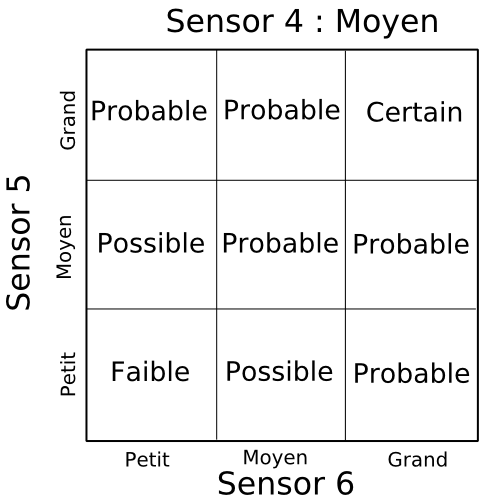 Sensor 4 : Moyen
Sensor 5
Grand
Probable Probable Certain
Moyen
Possible Probable Probable
Petit
Faible Possible Probable
Petit Moyen Grand
Sensor 6